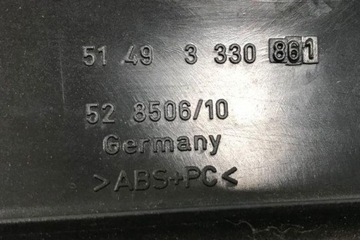 51 49 3 330 861
52 8506/10
Germany
>ABS+PC<